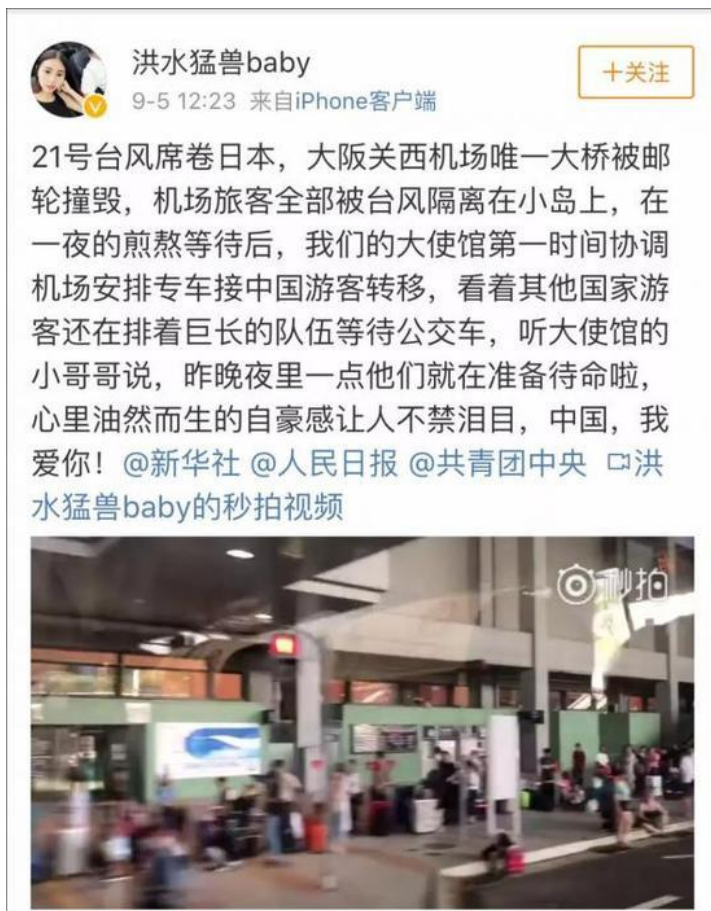 洪水猛兽baby
十关注
9-5 12:23 来自iPhone客户端
21号台风席卷日本，大阪关西机场唯一大桥被邮
轮撞毁，机场旅客全部被台风隔离在小岛上，在
一夜的煎熬等待后，我们的大使馆第一时间协调
机场安排专车接中国游客转移，看着其他国家游
客还在排着巨长的队伍等待公交车，听大使馆的
小哥哥说，昨晚夜里一点他们就在准备待命啦，
心里油然而生的自豪感让人不禁泪目，中国，我
爱你！@新华社 @人民日报 @共青团中央 洪
水猛兽baby的秒拍视频
秒拍